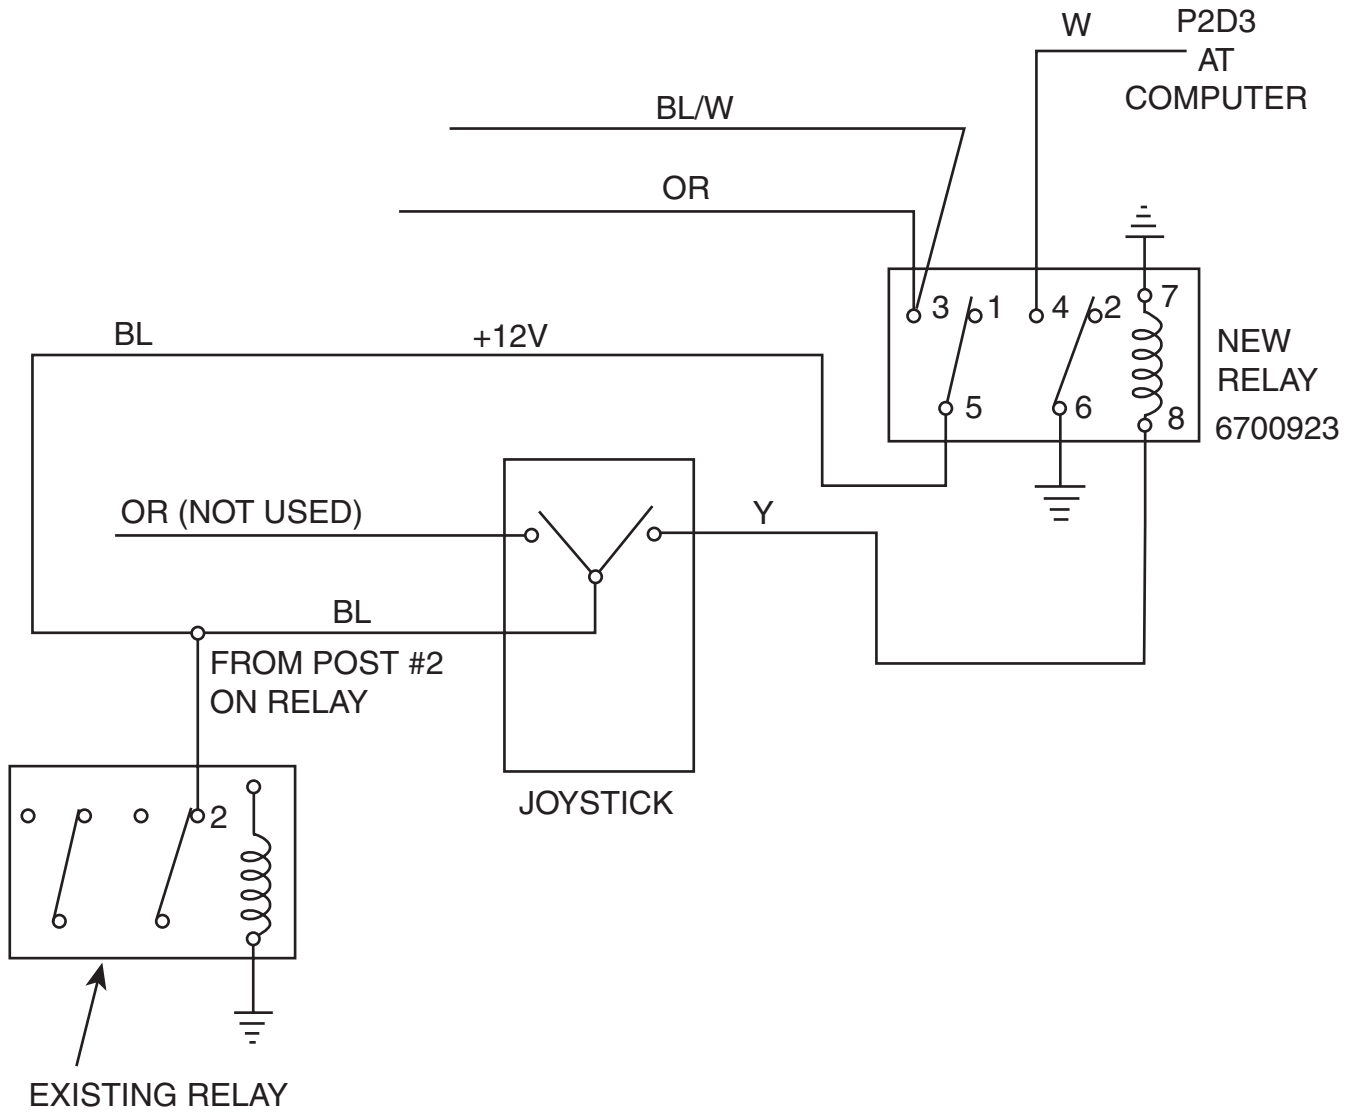 W
P2D3
AT
COMPUTER
BL/W
OR
3
1
4
2
7
BL
+12V
NEW
RELAY
6700923
5
6
8
OR (NOT USED)
Y
BL
FROM POST #2
ON RELAY
JOYSTICK
2
EXISTING RELAY